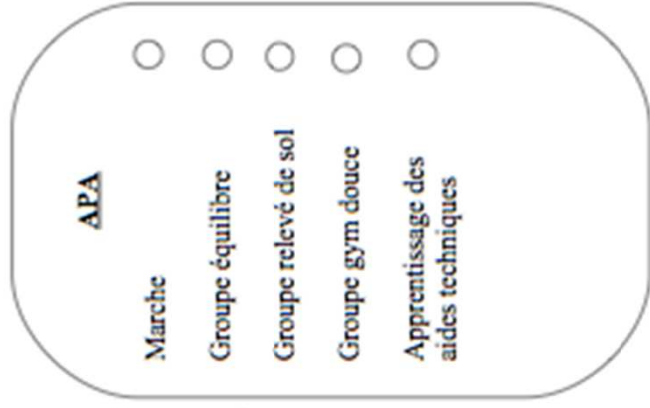 APA
Marche
Groupe équilibre
Groupe relevé de sol
Groupe gym douce
Apprentissage des
aides techniques